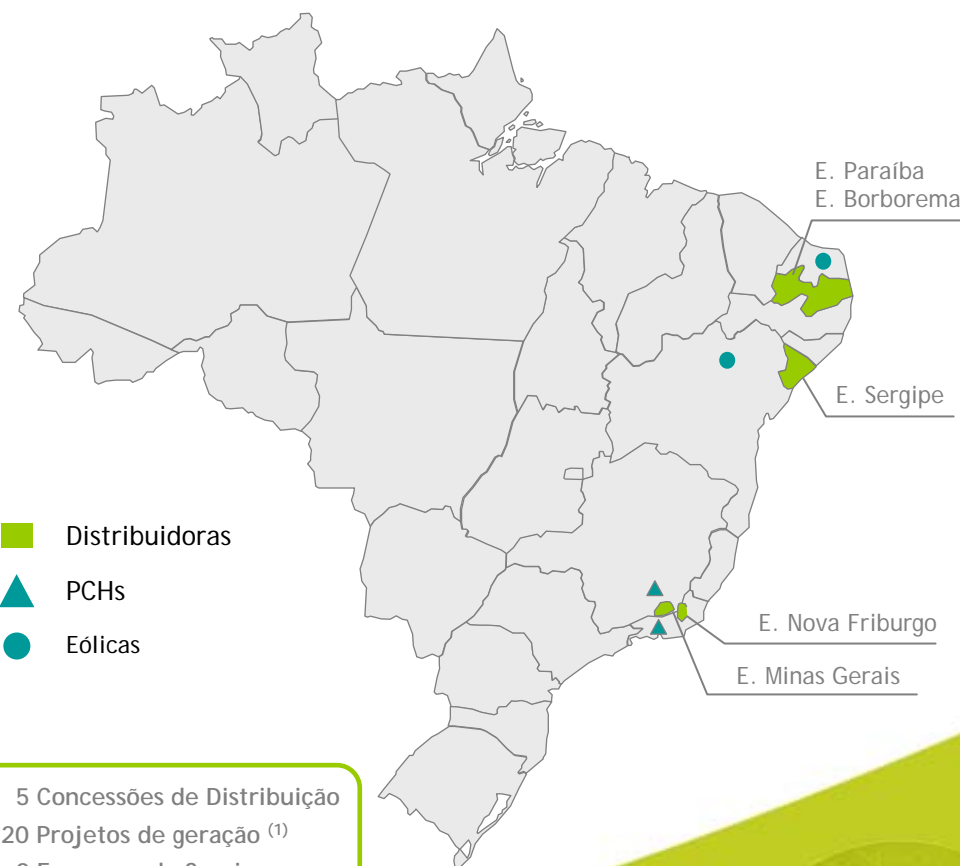 E. Paraíba
E. Borborema
E. Sergipe
Distribuidoras
PCHs
Eólicas
E. Nova Friburgo
E. Minas Gerais
5 Concessões de Distribuição
20 Projetos de geração (1)